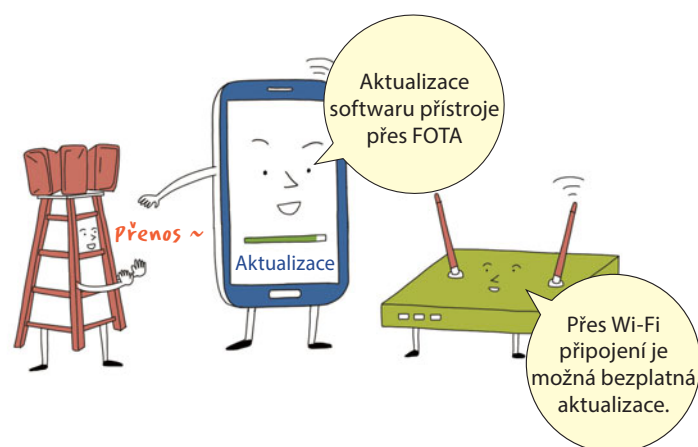 Aktualizace
softwaru přístroje
přes FOTA
Přenos ~
Aktualizace
Přes Wi-Fi
připojení je
možná bezplatná
aktualizace.